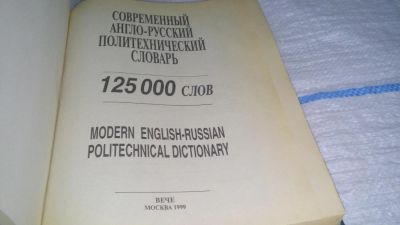 СОВРЕМЕННЫЙ
АНГЛО-РУССКИЙ
ПОЛИТЕХНИЧЕСКИЙ
СЛОВАРЬ
125 000 СЛОВ
MODERN ENGLISH-RUSSIAN
POLITECHNICAL DICTIONARY
ВЕЧЕ
МОСКВА 1999